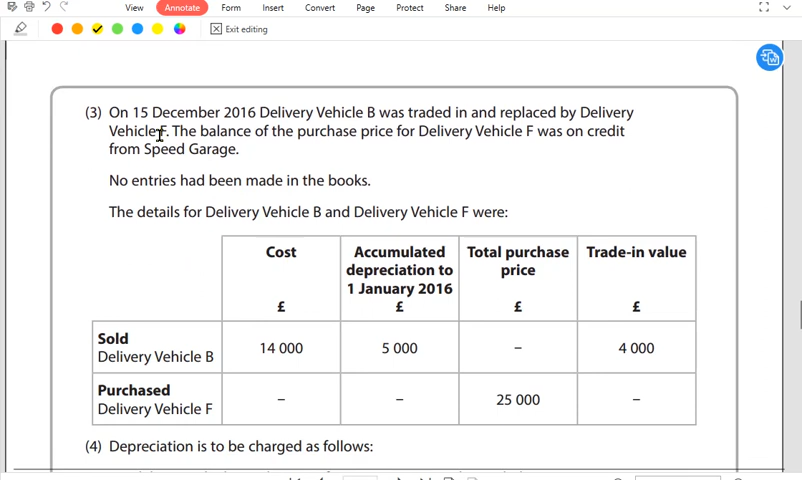 View Annotate Form Insert Convert Page Protect Share Help
Exit editing
(3) On 15 December 2016 Delivery Vehicle B was traded in and replaced by Delivery
Vehicle F. The balance of the purchase price for Delivery Vehicle F was on credit
from Speed Garage.
No entries had been made in the books.
The details for Delivery Vehicle B and Delivery Vehicle F were:
Cost Accumulated Total purchase Trade-in value
depreciation to price
1 January 2016
£ £ £ £
Sold
Delivery Vehicle B 14 000 5 000 – 4 000
Purchased
Delivery Vehicle F – – 25 000 –
(4) Depreciation is to be charged as follows: